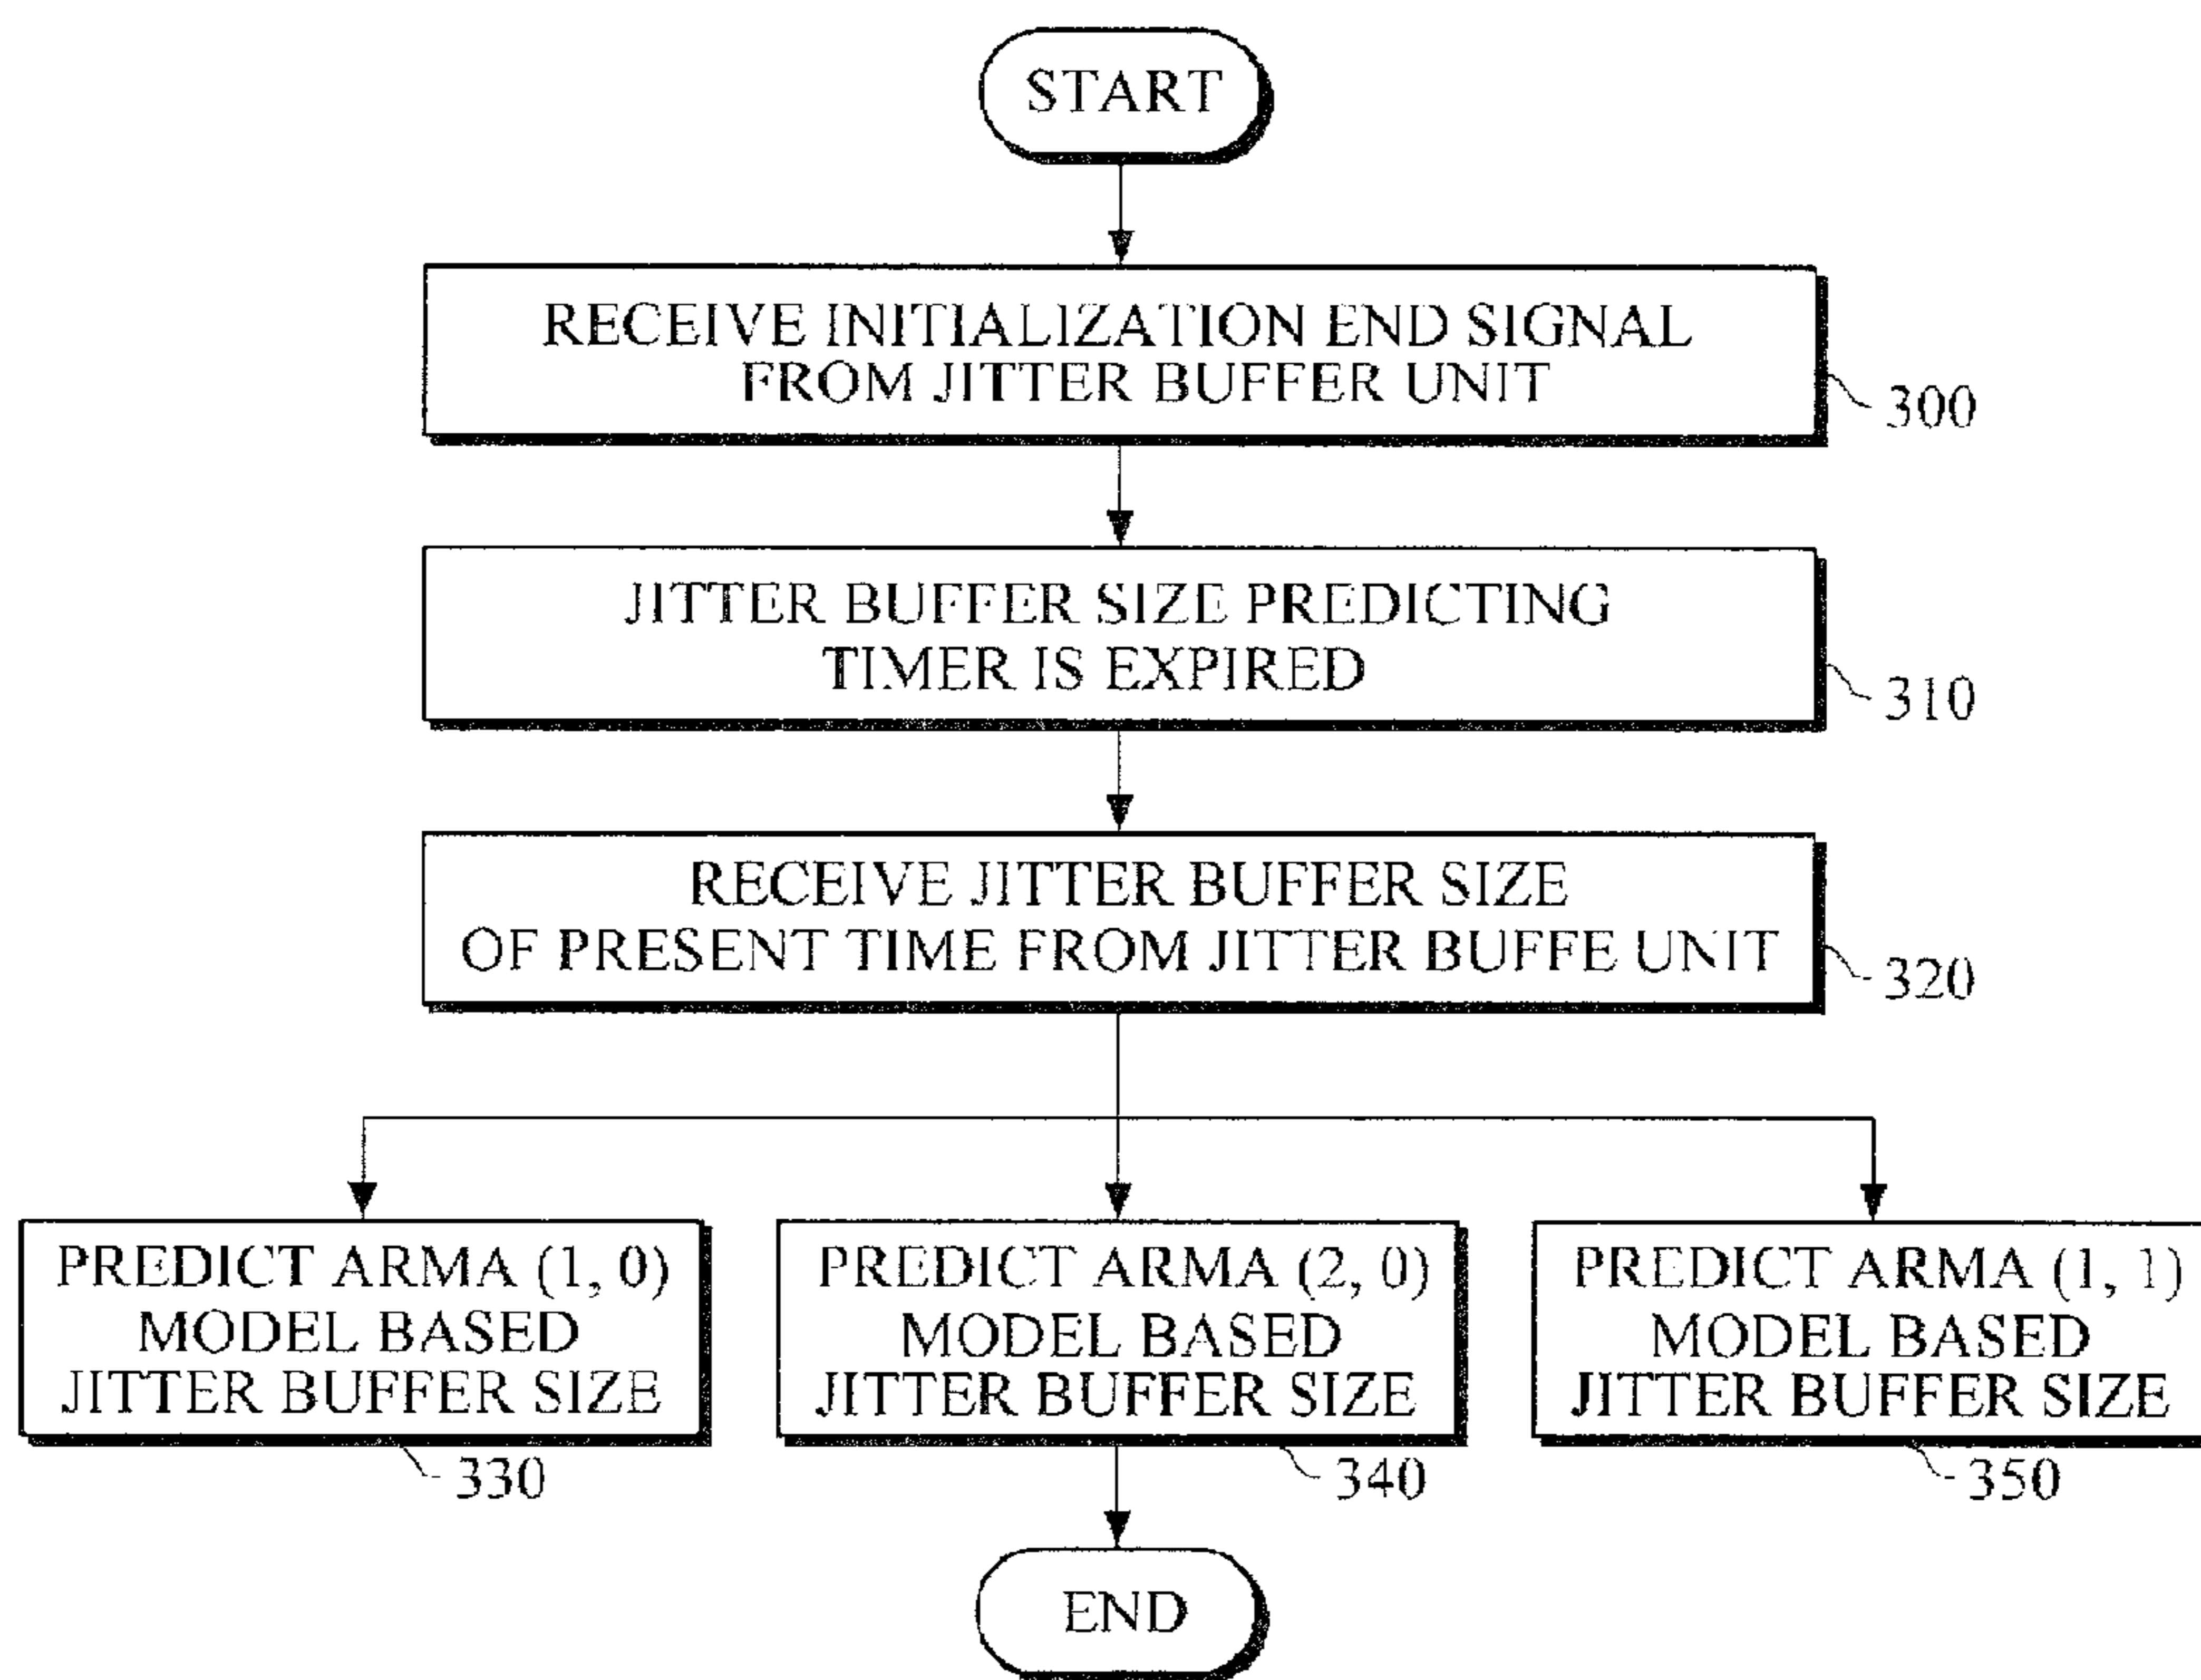 START
RECEIVE INITIALIZATION END SIGNAL
FROM JITTER BUFFER UNIT
300
JITTER BUFFER SIZE PREDICTING
TIMER IS EXPIRED
310
RECEIVE JITTER BUFFER SIZE
OF PRESENT TIME FROM JITTER BUFFE UNIT
320
PREDICT ARMA (1, 0)
MODEL BASED
JITTER BUFFER SIZE
330
PREDICT ARMA (2, 0)
MODEL BASED
JITTER BUFFER SIZE
340
PREDICT ARMA (1, 1)
MODEL BASED
JITTER BUFFER SIZE
350
END